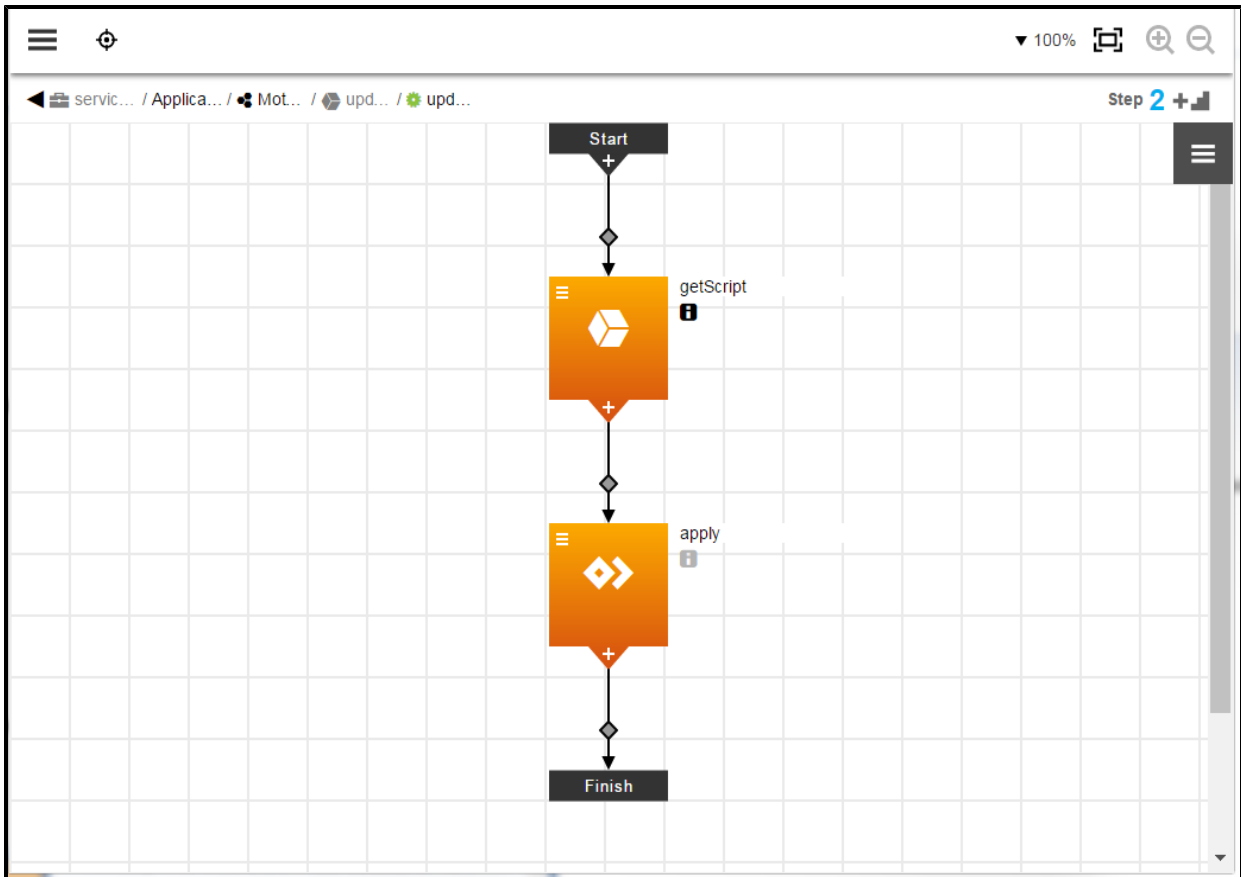 100%
servic... / Applica... / Mot... / upd... / upd...
Step 2
Start
getScript
apply
Finish